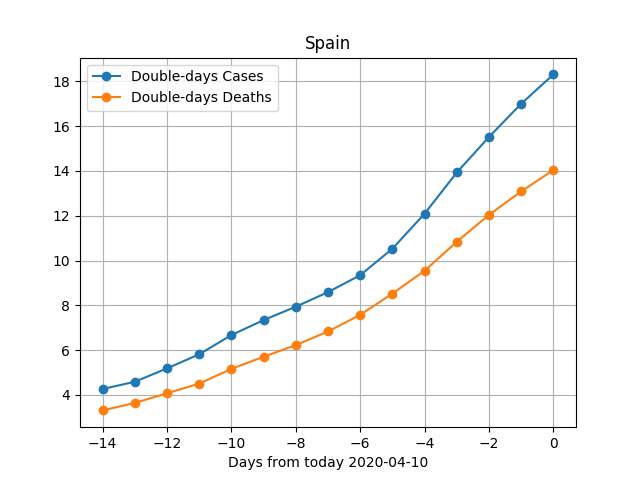 Spain
Double-days Cases
Double-days Deaths
18
16
14
12
10
8
6
4
−14 −12 −10 −8 −6 −4 −2 0
Days from today 2020-04-10